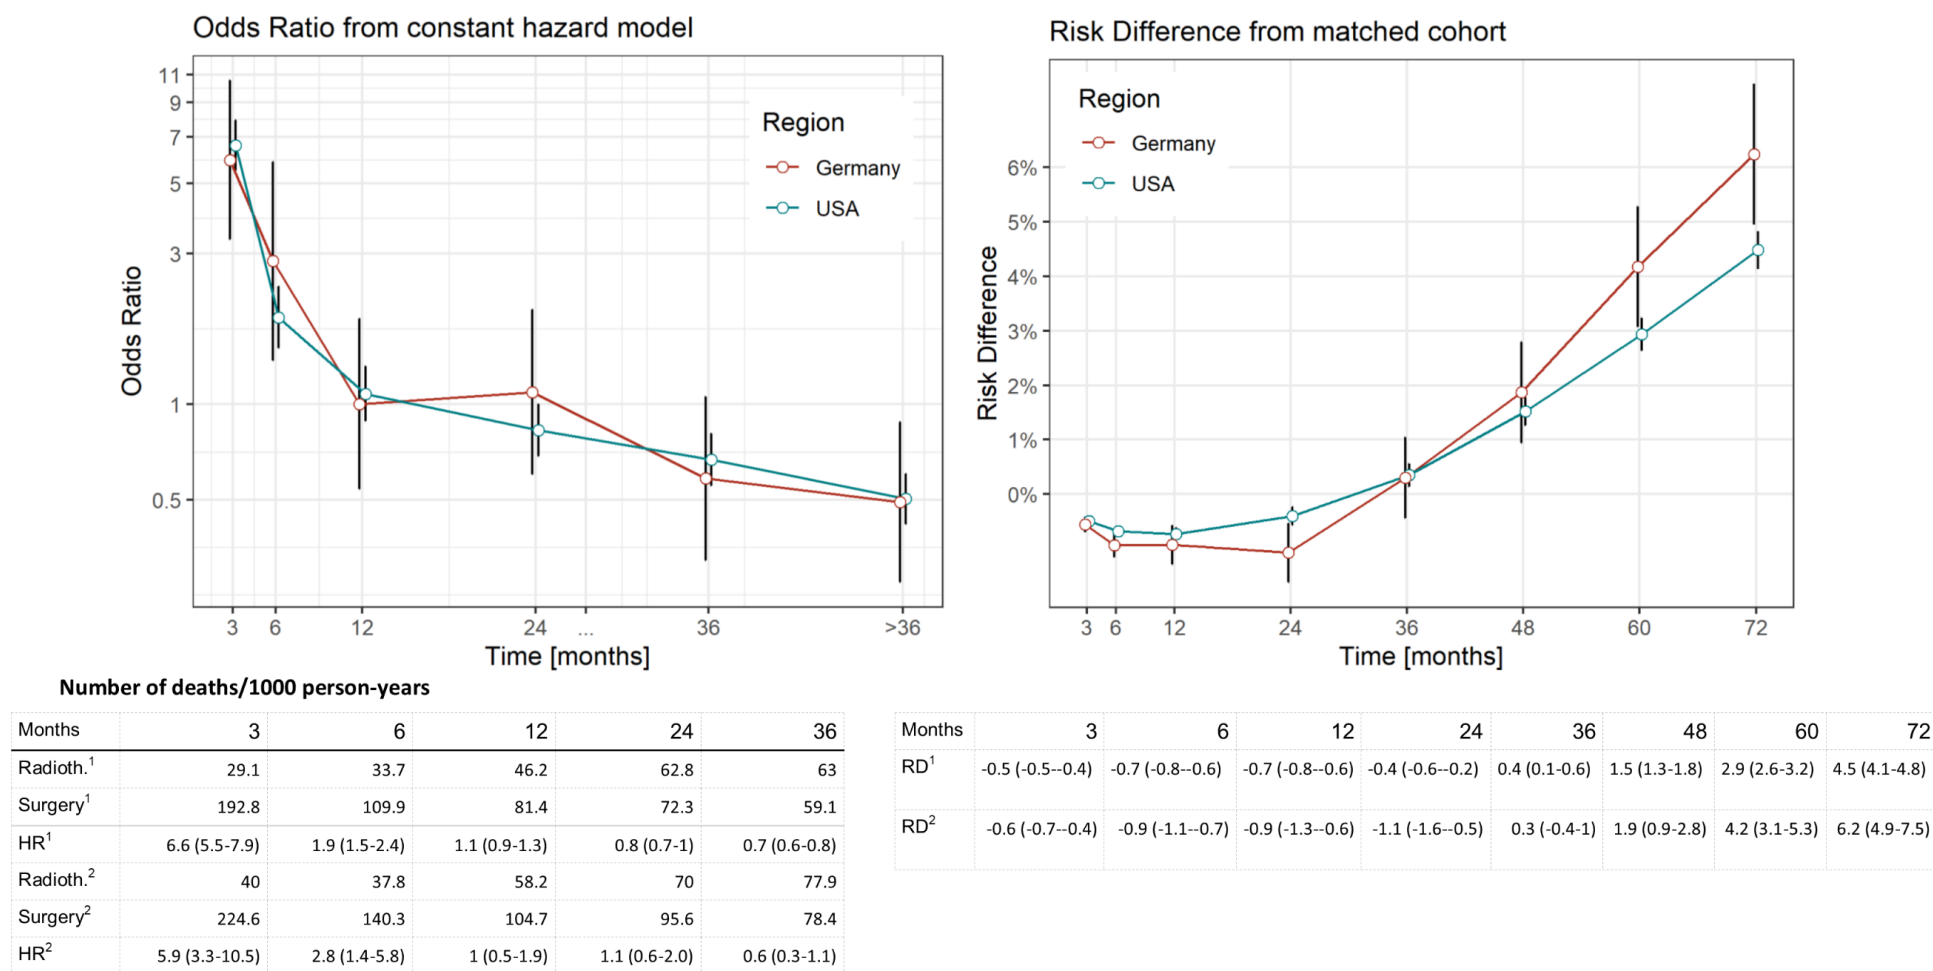 Odds Ratio from constant hazard model
11
9
7
5
3
1
0.5
Odds Ratio
Region
Germany
USA
3 6 12 24 ... 36 >36
Time [months]
Risk Difference from matched cohort
Region
Germany
USA
6%
5%
4%
3%
2%
1%
0%
Risk Difference
3 6 12 24 36 48 60 72
Time [months]
Number of deaths/1000 person-years
Months 3 6 12 24 36
Radioth.1 29.1 33.7 46.2 62.8 63
Surgery1 192.8 109.9 81.4 72.3 59.1
HR1 6.6 (5.5-7.9) 1.9 (1.5-2.4) 1.1 (0.9-1.3) 0.8 (0.7-1) 0.7 (0.6-0.8)
Radioth.2 40 37.8 58.2 70 77.9
Surgery2 224.6 140.3 104.7 95.6 78.4
HR2 5.9 (3.3-10.5) 2.8 (1.4-5.8) 1 (0.5-1.9) 1.1 (0.6-2.0) 0.6 (0.3-1.1)
Months 3 6 12 24 36 48 60 72
RD1 -0.5 (-0.5--0.4) -0.7 (-0.8--0.6) -0.7 (-0.8--0.6) -0.4 (-0.6--0.2) 0.4 (0.1-0.6) 1.5 (1.3-1.8) 2.9 (2.6-3.2) 4.5 (4.1-4.8)
RD2 -0.6 (-0.7--0.4) -0.9 (-1.1--0.7) -0.9 (-1.3--0.6) -1.1 (-1.6--0.5) 0.3 (-0.4-1) 1.9 (0.9-2.8) 4.2 (3.1-5.3) 6.2 (4.9-7.5)